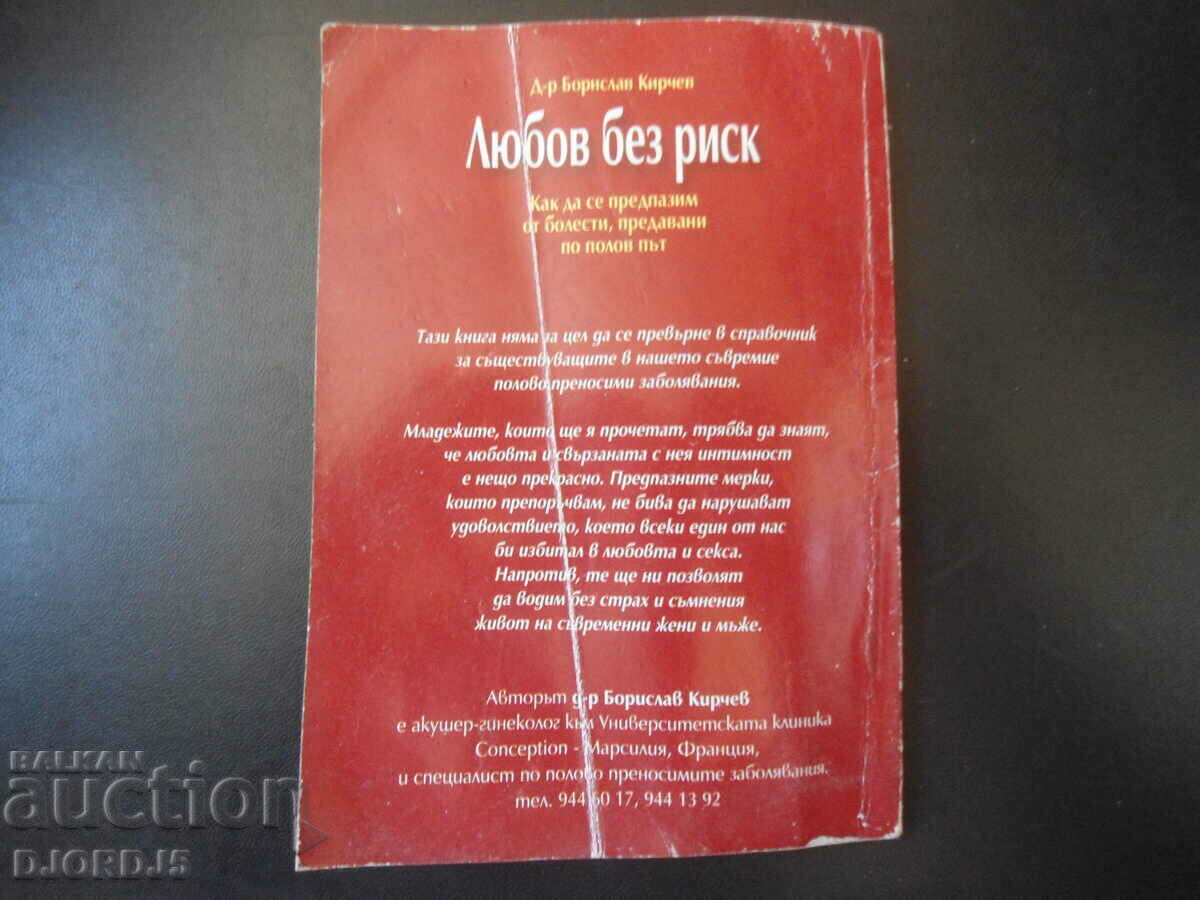 Д-р Борислав Кирчев
Любов без риск
Как да се предпазим
от болести, предавани
по полов път
Тази книга няма за цел да се превърне в справочник
за съществуващите в нашето съвремие
полово преносими заболявания.
Младежите, които ще я прочетат, трябва да знаят,
че любовта и свързаната с нея интимност
е нещо прекрасно. Предпазните мерки,
които препоръчвам, не бива да нарушават
удоволствието, което всеки един от нас
би избитал в любовта и секса.
Напротив, те ще ни позволят
да водим без страх и съмнения
живот на съвременни жени и мъже.
Авторът д-р Борислав Кирчев
е акушер-гинеколог към Университетската клиника
Conception - Марсилия, Франция,
и специалист по полово преносимите заболявания.
тел. 944 60 17, 944 13 92
BALKAN
auction
DJORD_J5